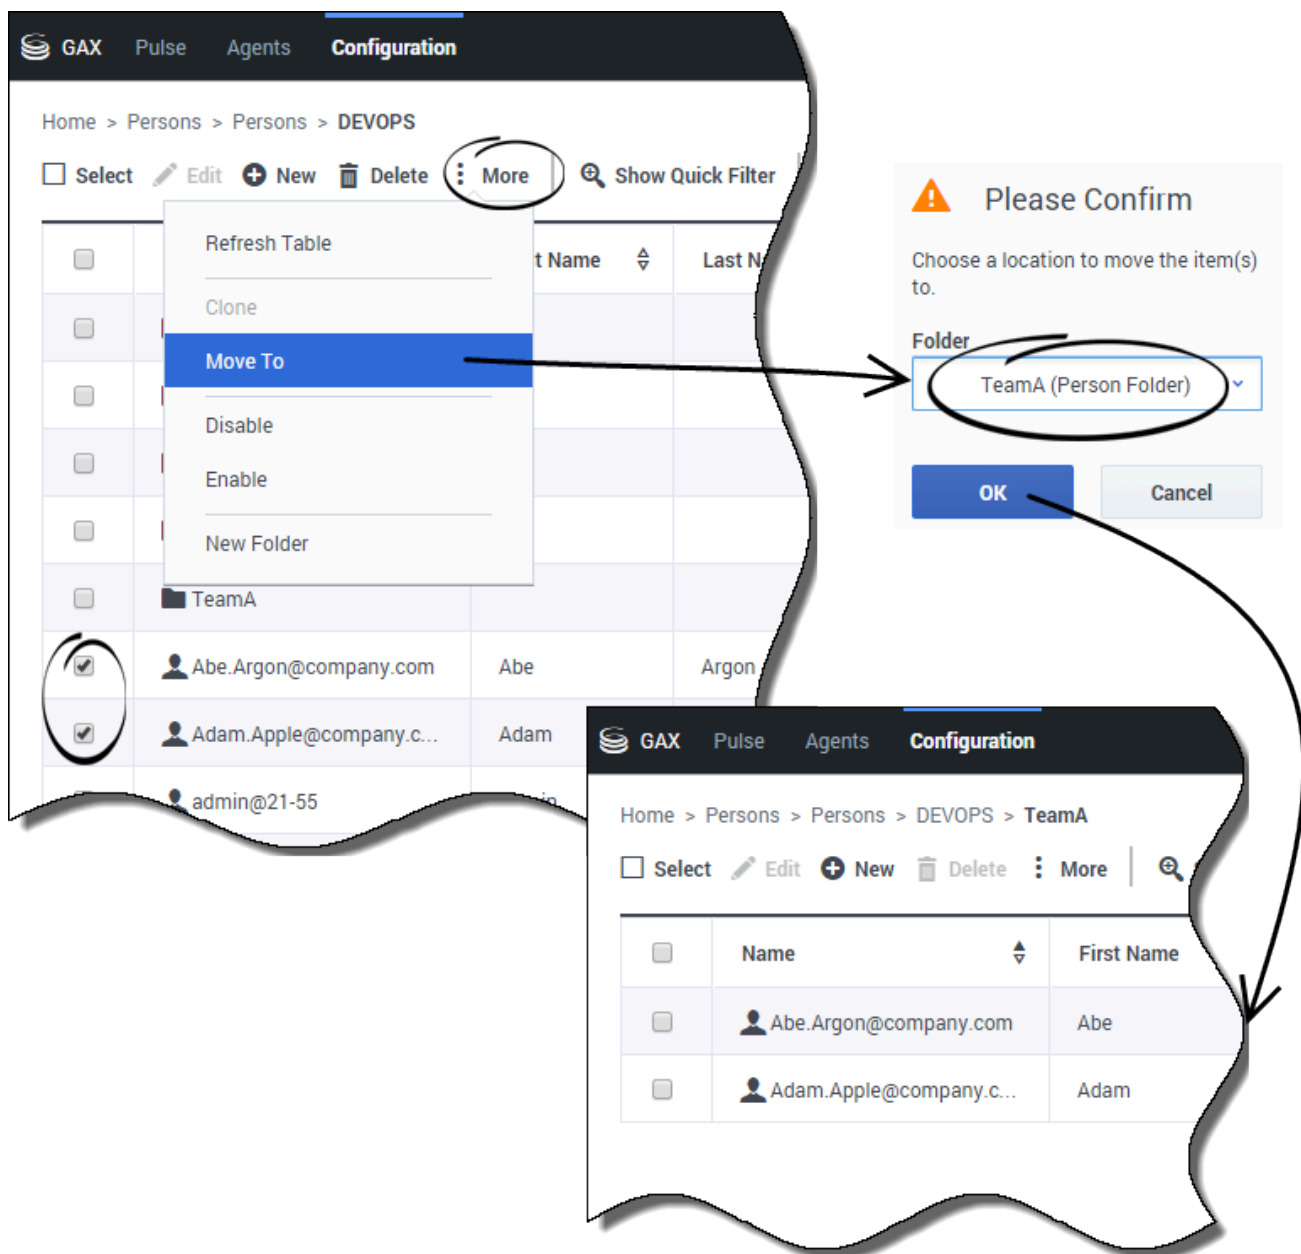 GAX Pulse Agents Configuration
Home > Persons > Persons > DEVOPS
Select Edit New Delete More Show Quick Filter
Refresh Table
Clone
Move To
Disable
Enable
New Folder
t Name Last N
TeamA
Abe.Argon@company.com Abe Argon
Adam.Apple@company.c... Adam
admin@21-55
Please Confirm
Choose a location to move the item(s)
to.
Folder
TeamA (Person Folder)
OK Cancel
GAX Pulse Agents Configuration
Home > Persons > Persons > DEVOPS > TeamA
Select Edit New Delete More
Name First Name
Abe.Argon@company.com Abe
Adam.Apple@company.c... Adam